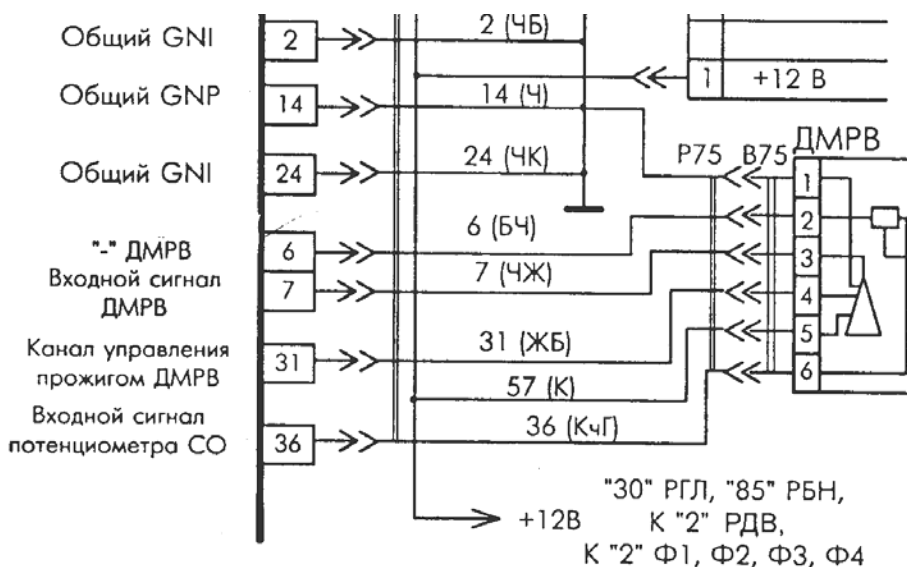 Общий GNI
2
2 (ЧБ)
1
+12 В
Общий GNP
14
14 (Ч)
ДМРВ
P75
B75
Общий GNI
24
24 (ЧК)
1
2
3
4
5
6
"-" ДМРВ
6
6 (БЧ)
Входной сигнал
ДМРВ
7
7 (ЧЖ)
Канал управления
прожигом ДМРВ
31
31 (ЖБ)
57 (К)
Входной сигнал
потенциометра СО
36
36 (КчГ)
+12В
"30" РГЛ, "85" РБН,
К "2" РДВ,
К "2" Ф1, Ф2, Ф3, Ф4